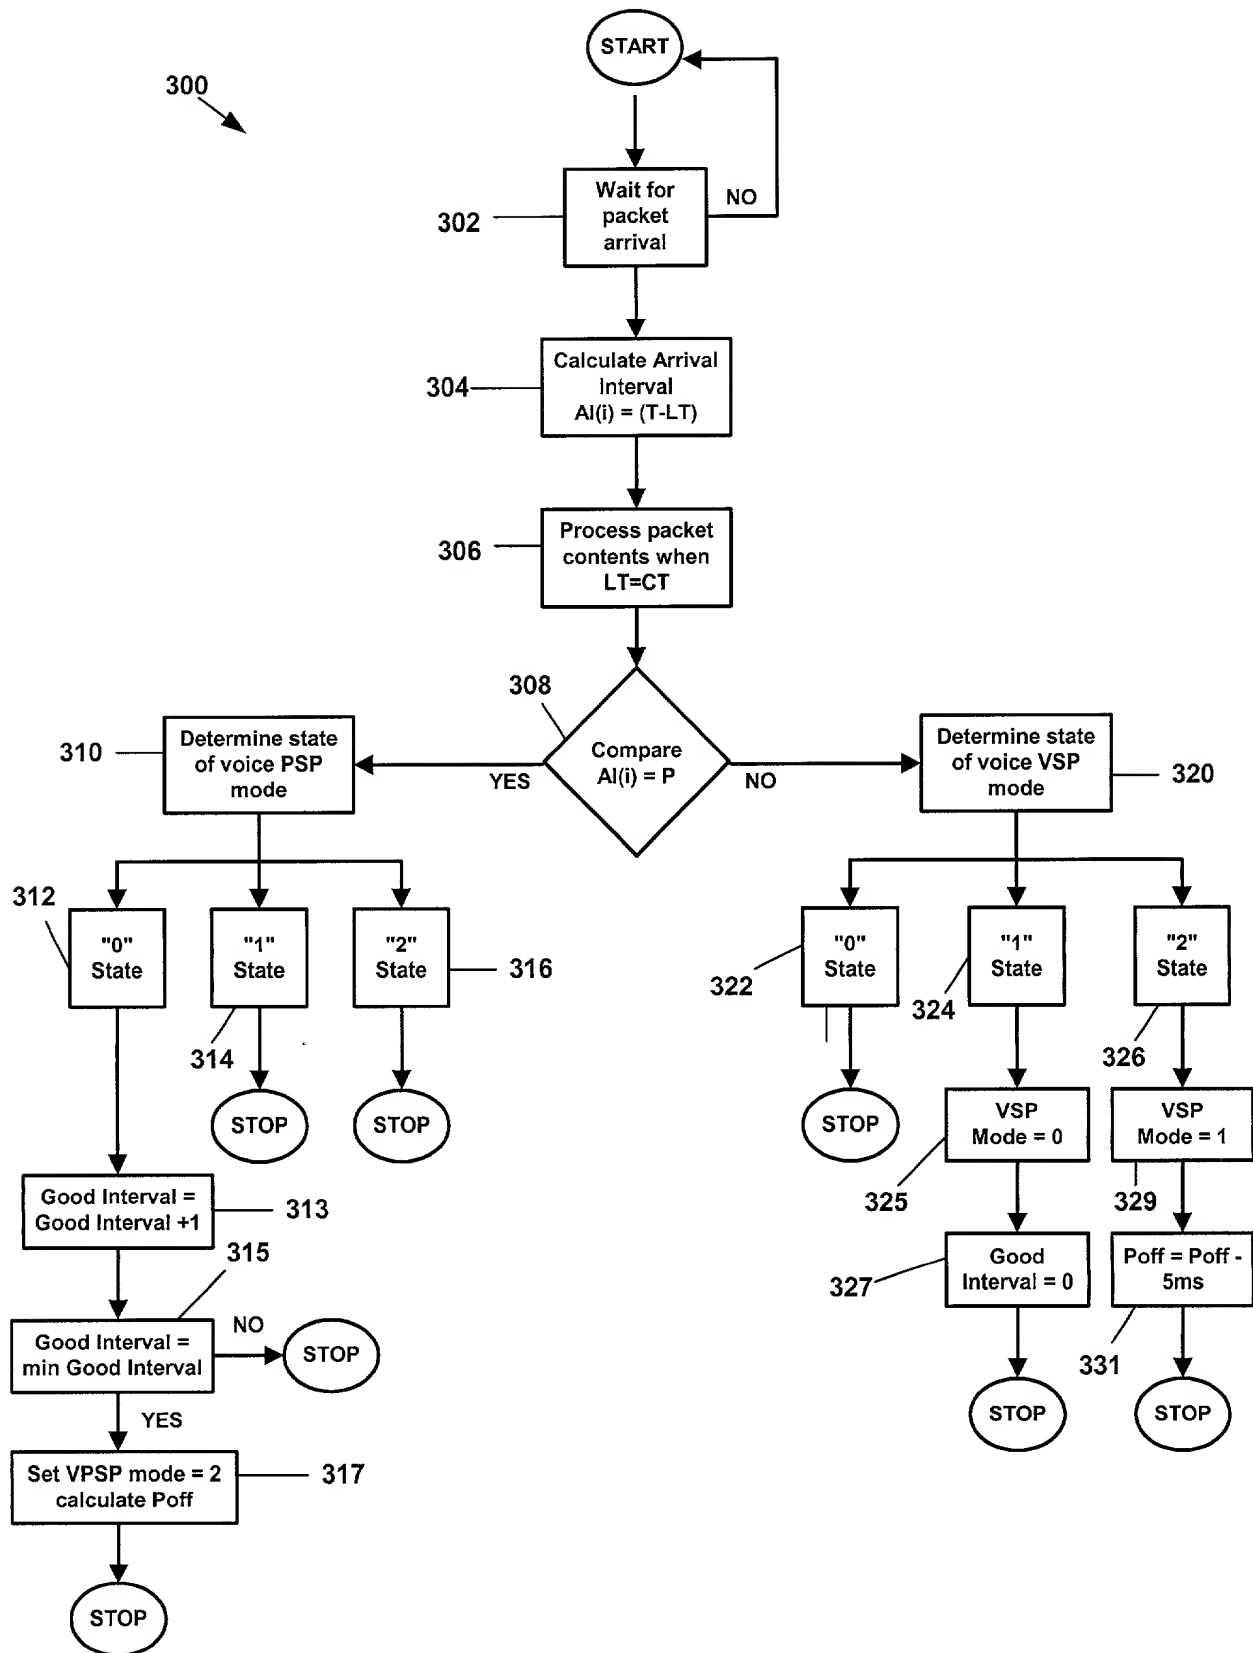 START
300
Wait for
packet
arrival
NO
302
Calculate Arrival
Interval
AI(i) = (T-LT)
304
Process packet
contents when
LT=CT
306
308
Compare
AI(i) = P
YES
NO
310
Determine state
of voice PSP
mode
Determine state
of voice VSP
mode
320
312
"0"
State
"1"
State
"2"
State
316
314
STOP
STOP
322
"0"
State
324
"1"
State
"2"
State
326
STOP
VSP
Mode = 0
325
VSP
Mode = 1
329
Good Interval =
Good Interval +1
313
315
Good
Interval = 0
327
Poff = Poff -
5ms
331
Good Interval =
min Good Interval
NO
STOP
STOP
STOP
YES
Set VPSP mode = 2
calculate Poff
317
STOP